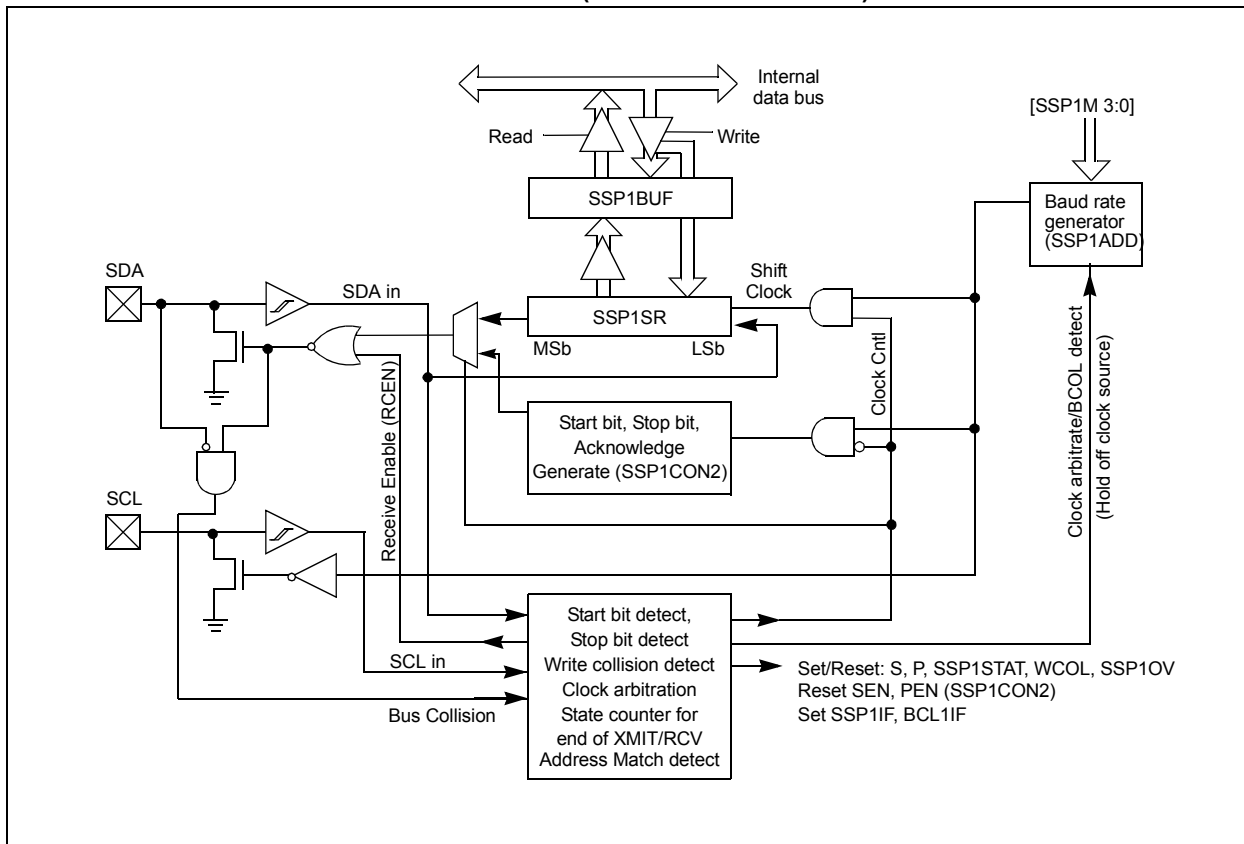 Internal
data bus
[SSP1M 3:0]
Read
Write
SSP1BUF
Baud rate
generator
(SSP1ADD)
SDA
Shift
Clock
SDA in
SSP1SR
MSb
LSb
Clock Cntl
Receive Enable (RCEN)
Clock arbitrate/BCOL detect
(Hold off clock source)
Start bit, Stop bit,
Acknowledge
Generate (SSP1CON2)
SCL
Start bit detect,
Stop bit detect
Write collision detect
Clock arbitration
State counter for
end of XMIT/RCV
Address Match detect
SCL in
Bus Collision
Set/Reset: S, P, SSP1STAT, WCOL, SSP1OV
Reset SEN, PEN (SSP1CON2)
Set SSP1IF, BCL1IF